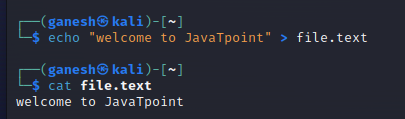 ┌──(ganesh㉿kali)-[~]
└─$ echo "welcome to JavaTpoint" > file.text
┌──(ganesh㉿kali)-[~]
└─$ cat file.text
welcome to JavaTpoint